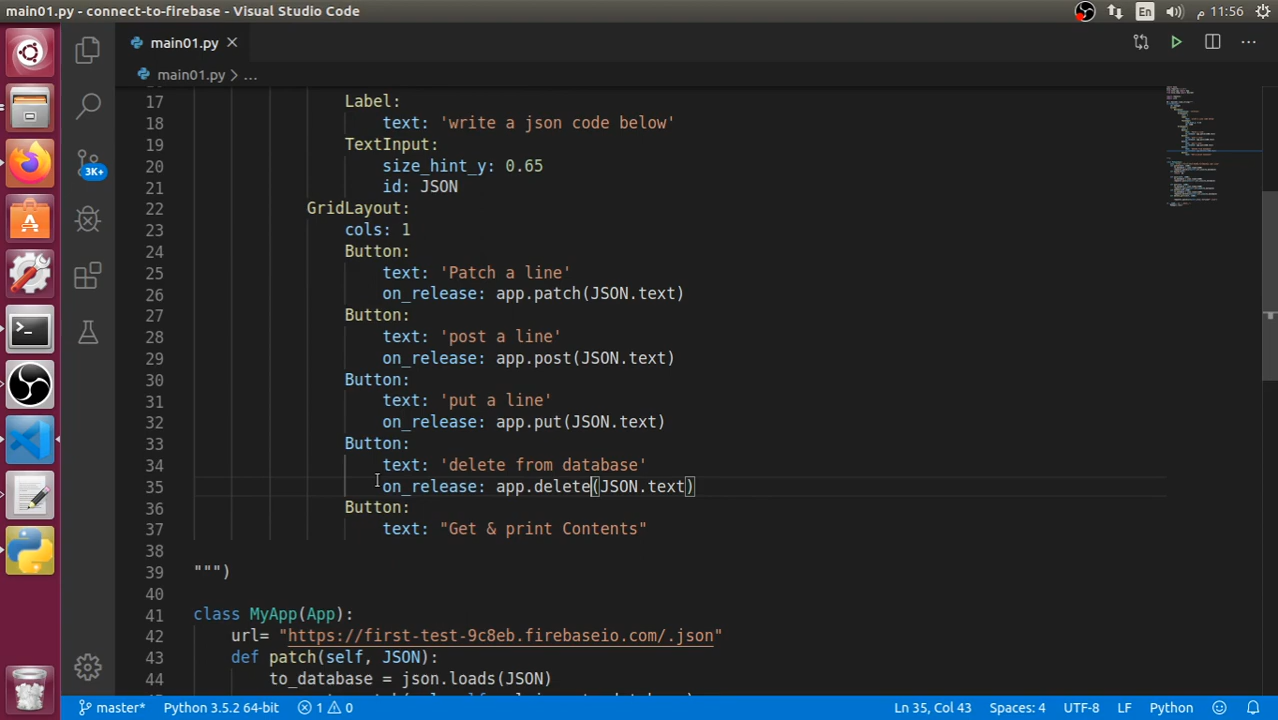 main01.py - connect-to-firebase - Visual Studio Code
En
11:56 م
main01.py
main01.py > ...
17 Label:
18 text: 'write a json code below'
19 TextInput:
20 size_hint_y: 0.65
21 id: JSON
22 GridLayout:
23 cols: 1
24 Button:
25 text: 'Patch a line'
26 on_release: app.patch(JSON.text)
27 Button:
28 text: 'post a line'
29 on_release: app.post(JSON.text)
30 Button:
31 text: 'put a line'
32 on_release: app.put(JSON.text)
33 Button:
34 text: 'delete from database'
35 on_release: app.delete(JSON.text)
36 Button:
37 text: "Get & print Contents"
38
39 """)
40
41 class MyApp(App):
42 url= "https://first-test-9c8eb.firebaseio.com/.json"
43 def patch(self, JSON):
44 to_database = json.loads(JSON)
3K+
master* Python 3.5.2 64-bit 1 0 Ln 35, Col 43 Spaces: 4 UTF-8 LF Python